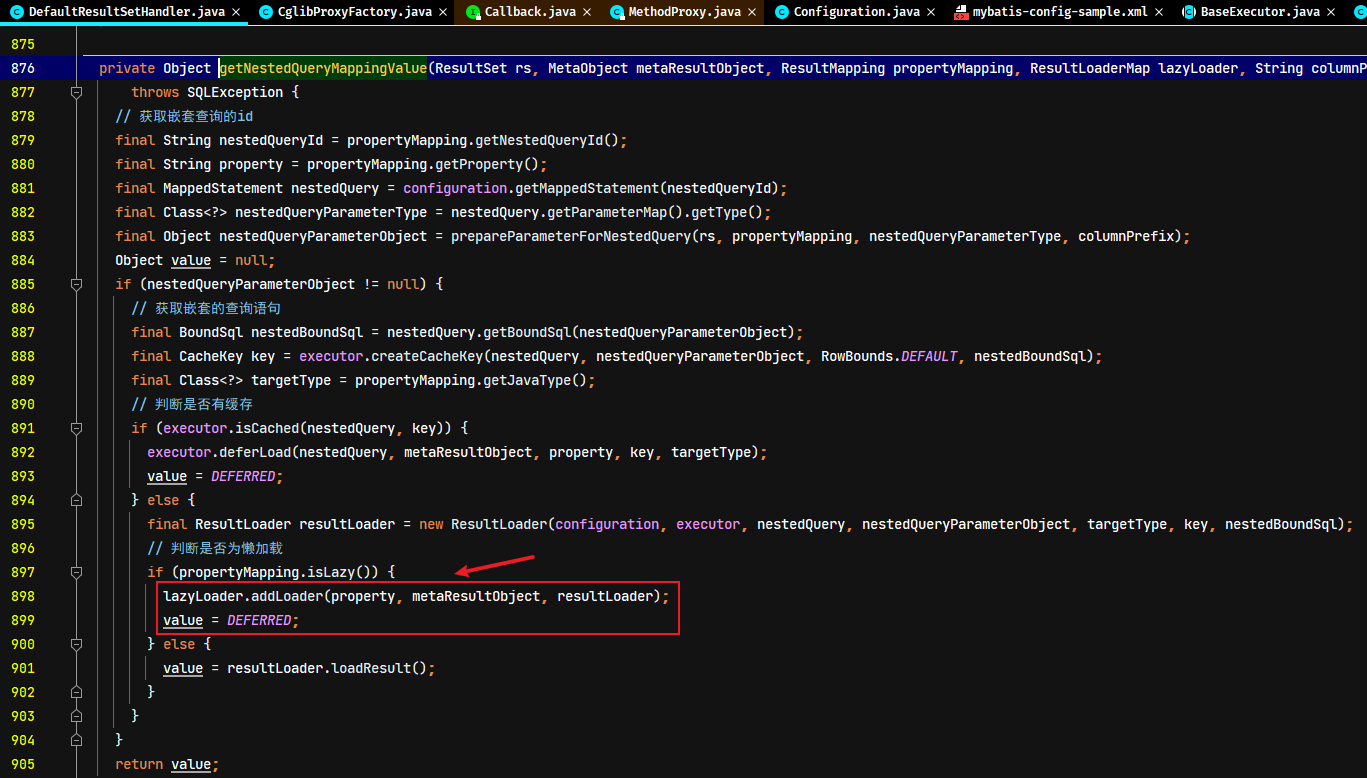 DefaultResultSetHandler.java × CglibProxyFactory.java × Callback.java × MethodProxy.java × Configuration.java × mybatis-config-sample.xml × BaseExecutor.java ×
875
876 private Object getNestedQueryMappingValue(ResultSet rs, MetaObject metaResultObject, ResultMapping propertyMapping, ResultLoaderMap lazyLoader, String columnP
877 throws SQLException {
878 // 获取嵌套查询的id
879 final String nestedQueryId = propertyMapping.getNestedQueryId();
880 final String property = propertyMapping.getProperty();
881 final MappedStatement nestedQuery = configuration.getMappedStatement(nestedQueryId);
882 final Class<?> nestedQueryParameterType = nestedQuery.getParameterMap().getType();
883 final Object nestedQueryParameterObject = prepareParameterForNestedQuery(rs, propertyMapping, nestedQueryParameterType, columnPrefix);
884 Object value = null;
885 if (nestedQueryParameterObject != null) {
886 // 获取嵌套的查询语句
887 final BoundSql nestedBoundSql = nestedQuery.getBoundSql(nestedQueryParameterObject);
888 final CacheKey key = executor.createCacheKey(nestedQuery, nestedQueryParameterObject, RowBounds.DEFAULT, nestedBoundSql);
889 final Class<?> targetType = propertyMapping.getJavaType();
890 // 判断是否有缓存
891 if (executor.isCached(nestedQuery, key)) {
892 executor.deferLoad(nestedQuery, metaResultObject, property, key, targetType);
893 value = DEFERRED;
894 } else {
895 final ResultLoader resultLoader = new ResultLoader(configuration, executor, nestedQuery, nestedQueryParameterObject, targetType, key, nestedBoundSql);
896 // 判断是否为懒加载
897 if (propertyMapping.isLazy()) {
898 lazyLoader.addLoader(property, metaResultObject, resultLoader);
899 value = DEFERRED;
900 } else {
901 value = resultLoader.loadResult();
902 }
903 }
904 }
905 return value;